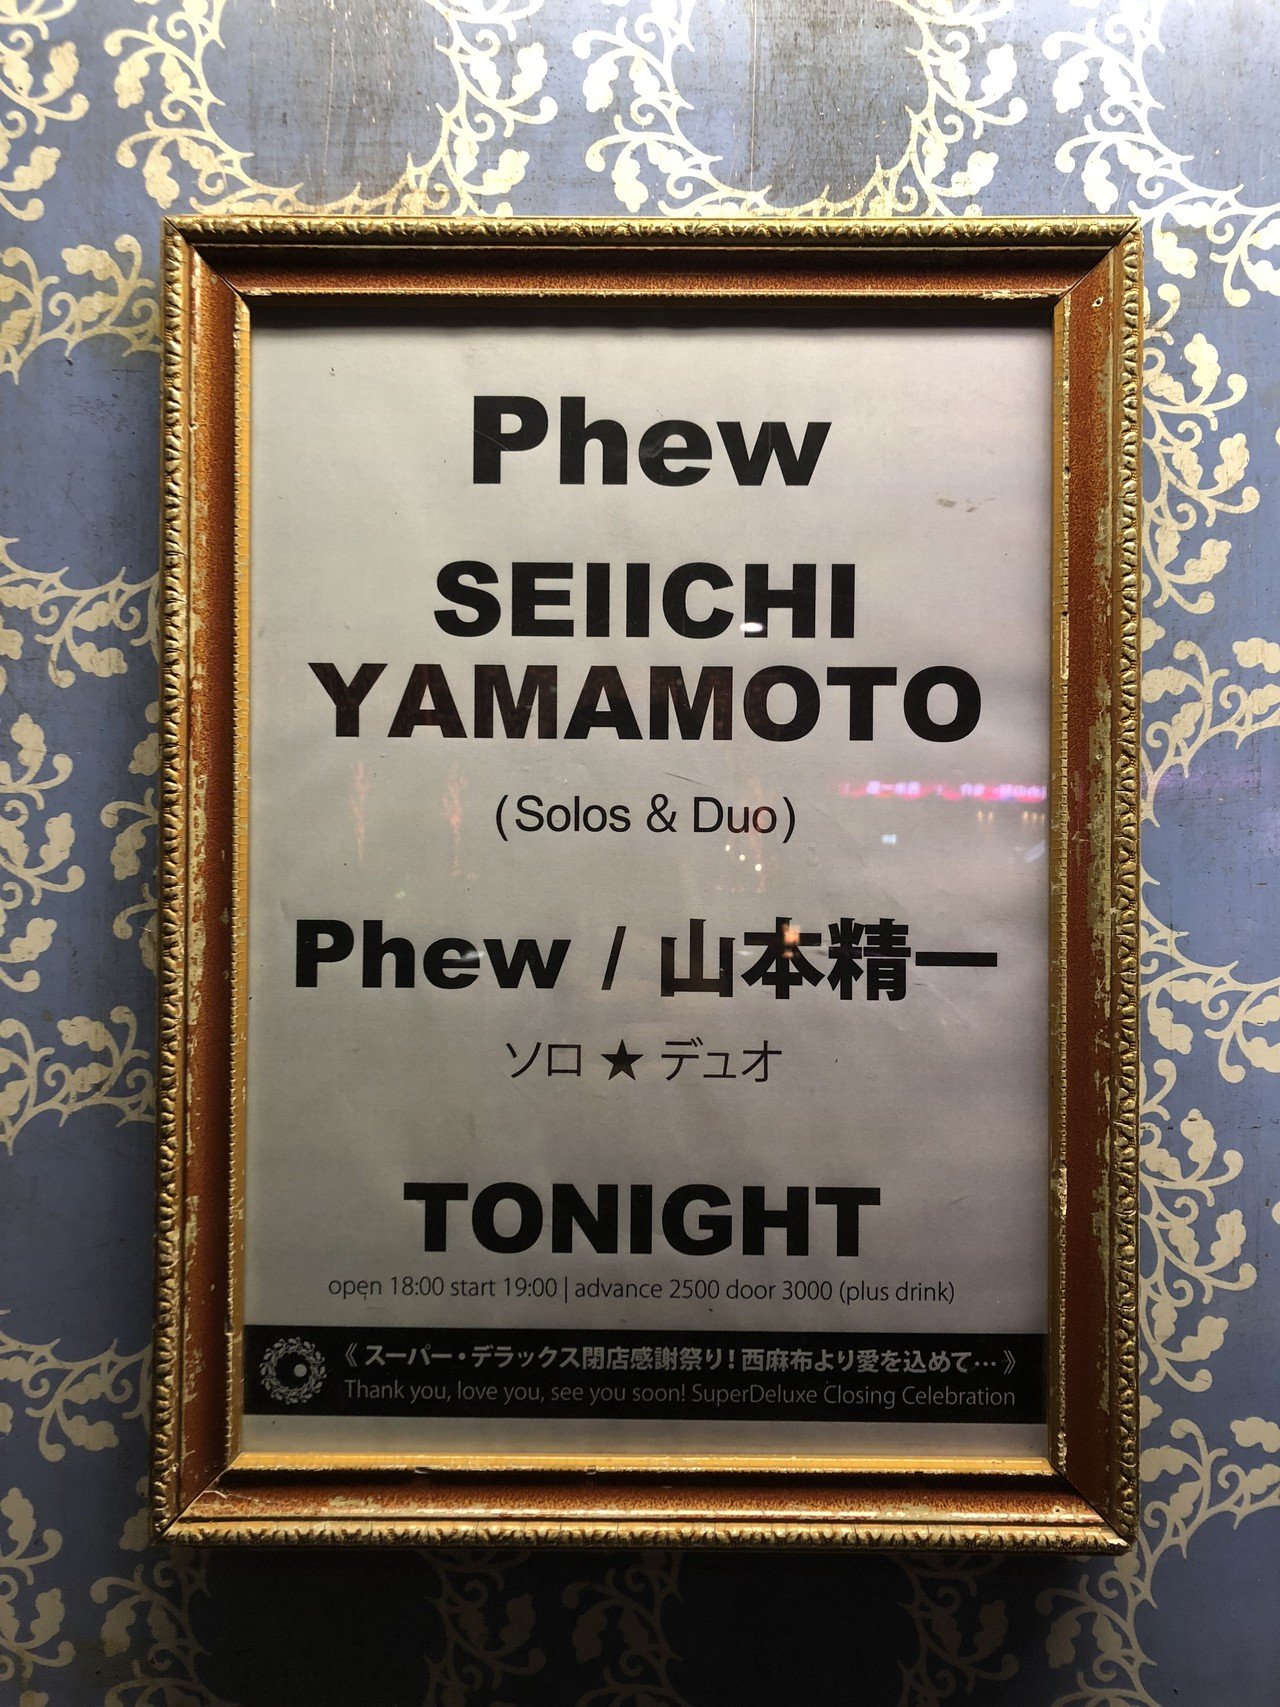 Phew
SEIICHI
YAMAMOTO
(Solos & Duo)
Phew / 山本精一
ソロ ★ デュオ
TONIGHT
open 18:00 start 19:00 | advance 2500 door 3000 (plus drink)
《 スーパー・デラックス閉店感謝祭り！西麻布より愛を込めて… 》
Thank you, love you, see you soon! SuperDeluxe Closing Celebration